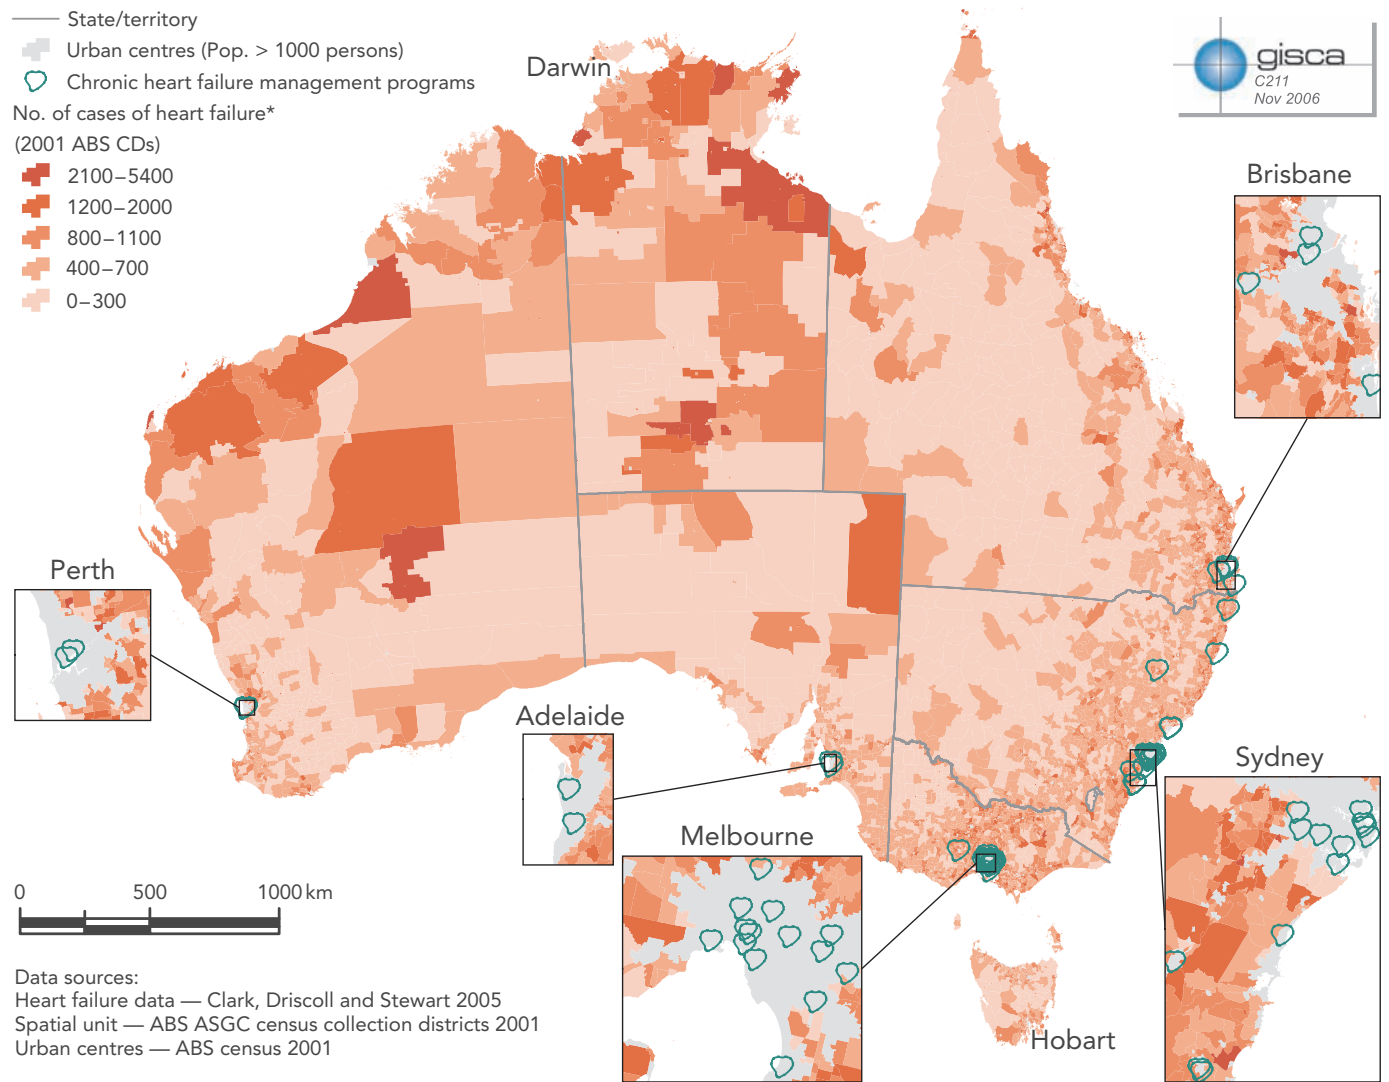 State/territory
Urban centres (Pop. > 1000 persons)
Chronic heart failure management programs
No. of cases of heart failure*
(2001 ABS CDs)
2100–5400
1200–2000
800–1100
400–700
0–300
Darwin
gisca
C211
Nov 2006
Brisbane
Perth
Adelaide
Melbourne
Sydney
Hobart
0 500 1000 km
Data sources:
Heart failure data — Clark, Driscoll and Stewart 2005
Spatial unit — ABS ASGC census collection districts 2001
Urban centres — ABS census 2001